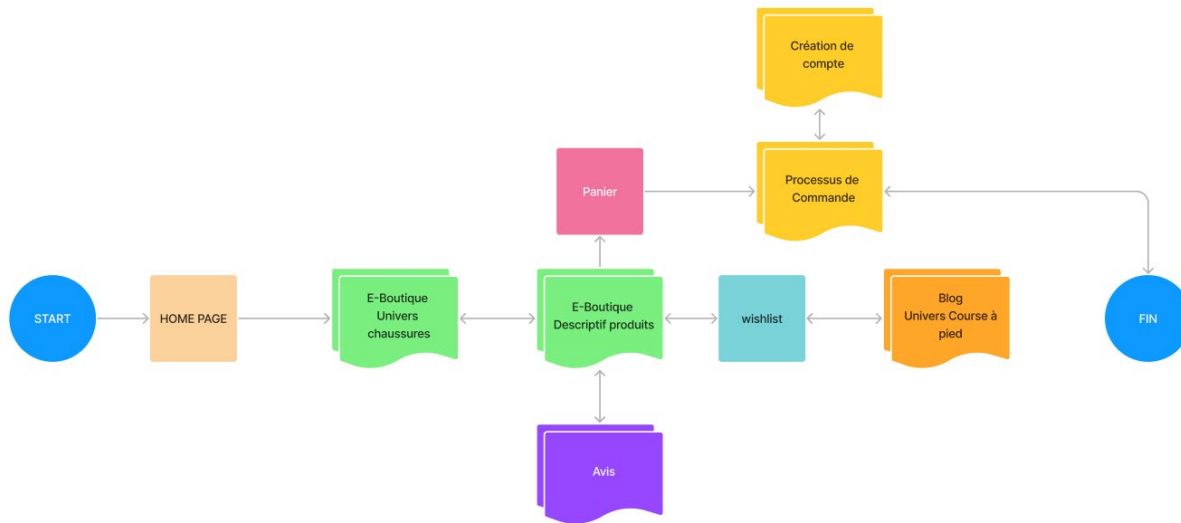 Création de
compte
Panier
Processus de
Commande
START
HOME PAGE
E-Boutique
Univers
chaussures
E-Boutique
Descriptif produits
wishlist
Blog
Univers Course à
pied
FIN
Avis